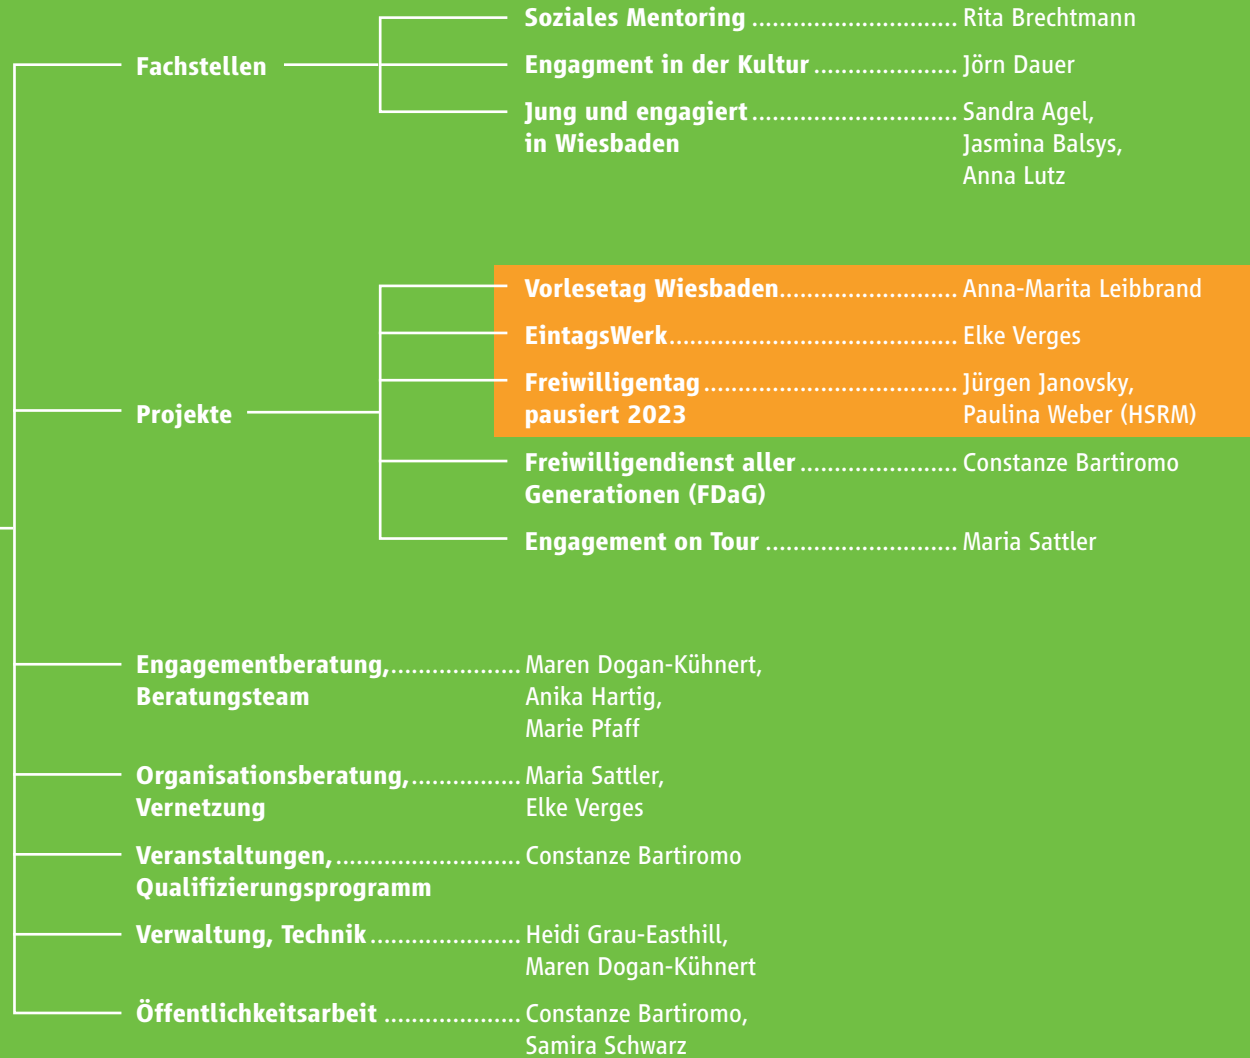 Fachstellen
Soziales Mentoring ............................ Rita Brechtmann
Engagment in der Kultur .................... Jörn Dauer
Jung und engagiert ............................ Sandra Agel,
in Wiesbaden Jasmina Balsys,
Anna Lutz
Projekte
Vorlesetag Wiesbaden......................... Anna-Marita Leibbrand
EintagsWerk........................................ Elke Verges
Freiwilligentag ................................... Jürgen Janovsky,
pausiert 2023 Paulina Weber (HSRM)
Freiwilligendienst aller ...................... Constanze Bartiromo
Generationen (FDaG)
Engagement on Tour ........................... Maria Sattler
Engagementberatung,................... Maren Dogan-Kühnert,
Beratungsteam Anika Hartig,
Marie Pfaff
Organisationsberatung,................ Maria Sattler,
Vernetzung Elke Verges
Veranstaltungen, ........................... Constanze Bartiromo
Qualifizierungsprogramm
Verwaltung, Technik...................... Heidi Grau-Easthill,
Maren Dogan-Kühnert
Öffentlichkeitsarbeit .................... Constanze Bartiromo,
Samira Schwarz